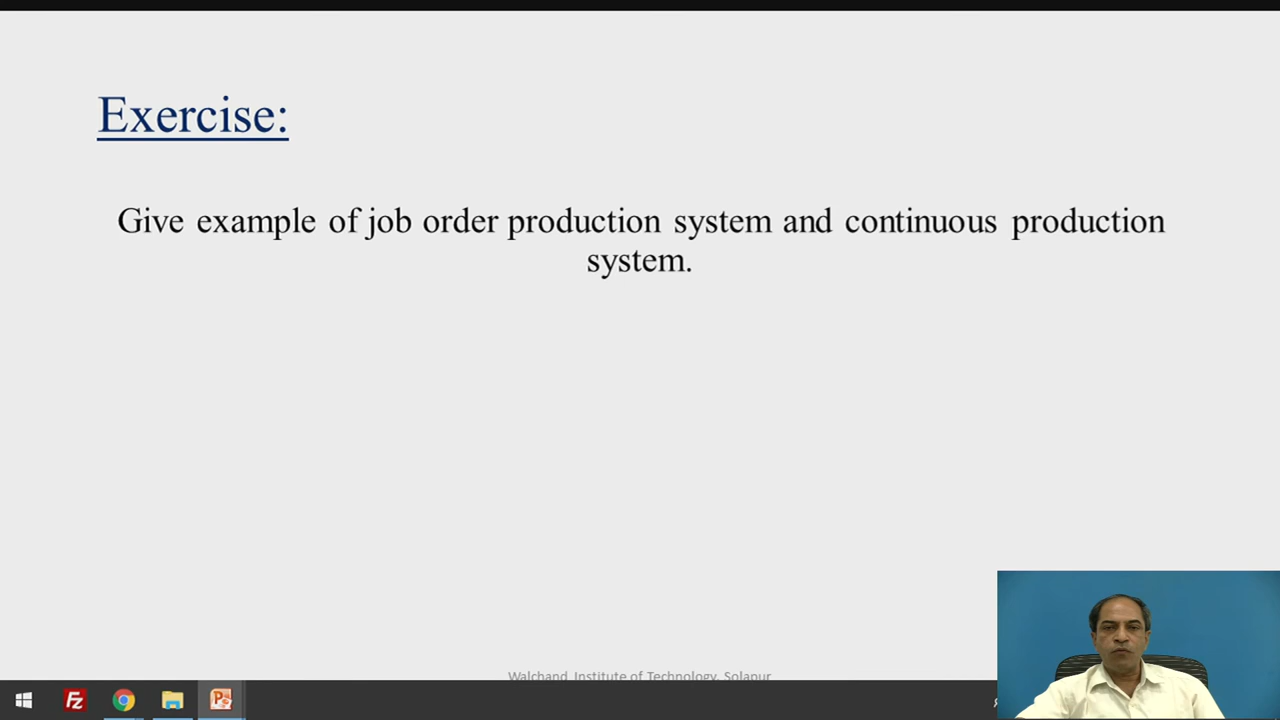 Exercise:
Give example of job order production system and continuous production
system.
Walchand Institute of Technology, Solapur